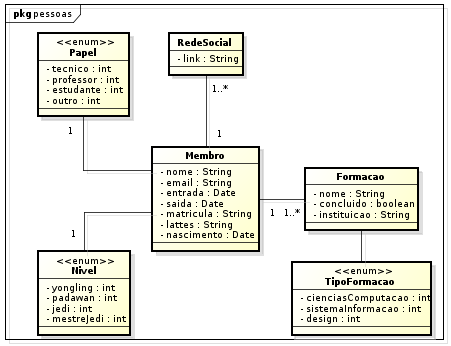 pkg pessoas
<<enum>>
Papel
- tecnico : int
- professor : int
- estudante : int
- outro : int
RedeSocial
- link : String
1..*
1
1
Membro
- nome : String
- email : String
- entrada : Date
- saida : Date
- matricula : String
- lattes : String
- nascimento : Date
1
1..*
Formacao
- nome : String
- concluido : boolean
- instituicao : String
1
<<enum>>
Nivel
- yongling : int
- padawan : int
- jedi : int
- mestreJedi : int
<<enum>>
TipoFormacao
- cienciasComputacao : int
- sistemaInformacao : int
- design : int